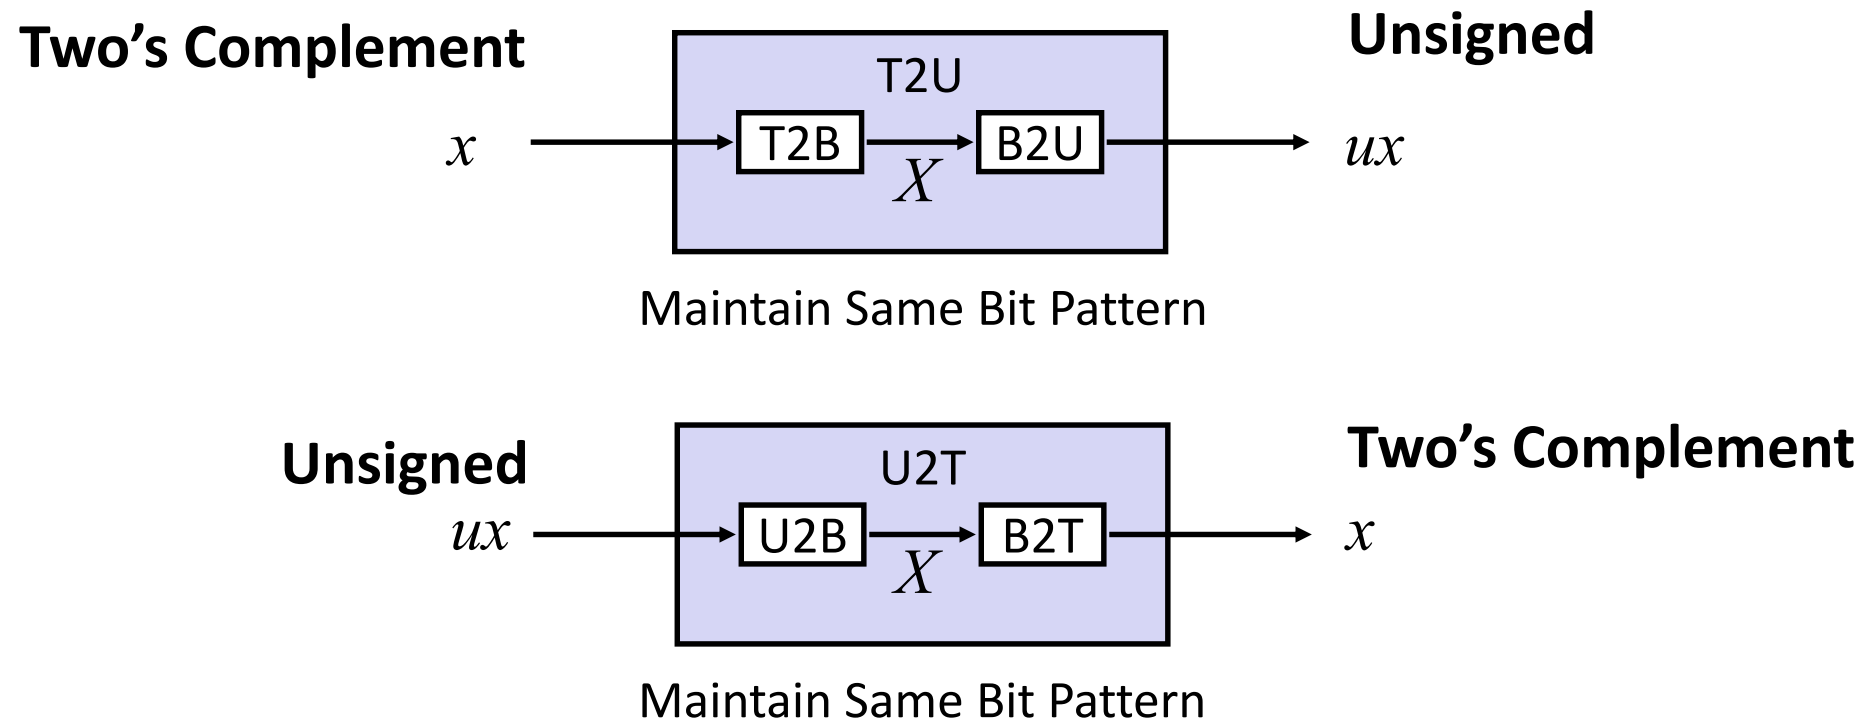 Two’s Complement
Unsigned
T2U
x
T2B
B2U
ux
X
Maintain Same Bit Pattern
Unsigned
Two’s Complement
U2T
ux
U2B
B2T
x
X
Maintain Same Bit Pattern